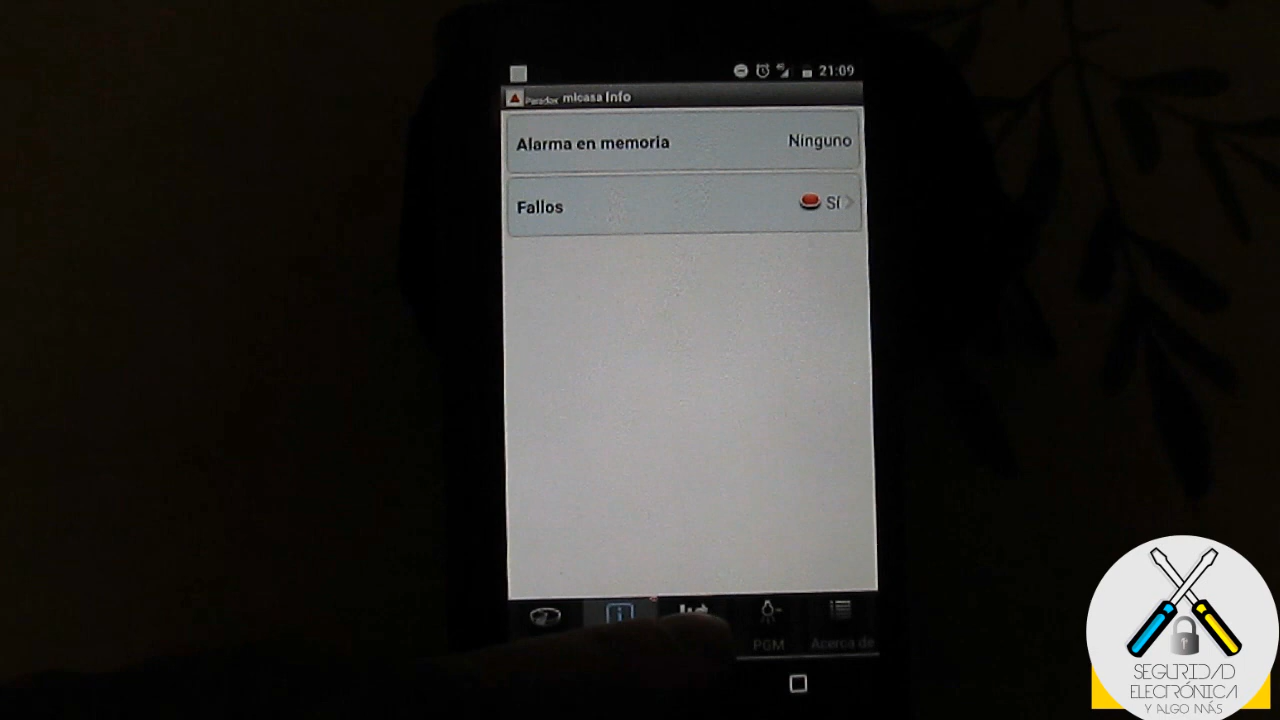 21:09
Paradox micasa Info
Alarma en memoria Ninguno
Fallos Sí
PGM Acerca de
SEGURIDAD
ELECTRÓNICA
Y ALGO MÁS